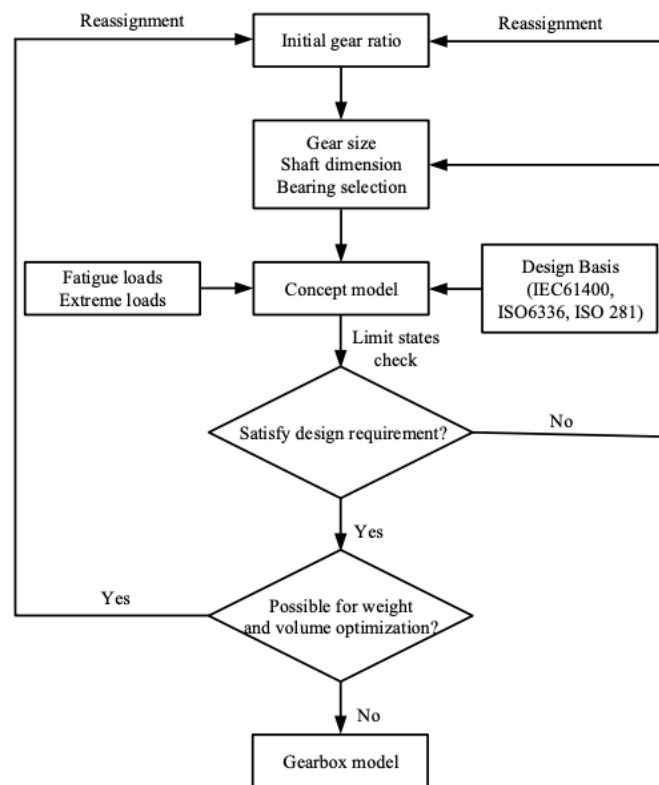 Reassignment
Initial gear ratio
Reassignment
Gear size
Shaft dimension
Bearing selection
Fatigue loads
Extreme loads
Concept model
Design Basis
(IEC61400,
ISO6336, ISO 281)
Limit states
check
Satisfy design requirement?
No
Yes
Yes
Possible for weight
and volume optimization?
No
Gearbox model